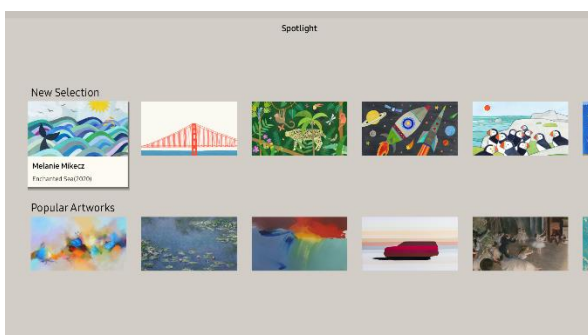 Spotlight
New Selection
Melanie Mikecz
Enchanted Sea(2020)
Popular Artworks